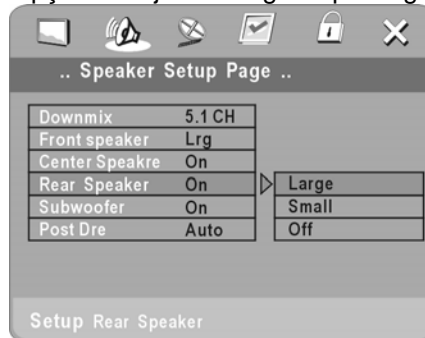 .. Speaker Setup Page ..
Downmix 5.1 CH
Front speaker Lrg
Center Speakre On
Rear Speaker On Large
Subwoofer On Small
Post Dre Auto Off
Setup Rear Speaker